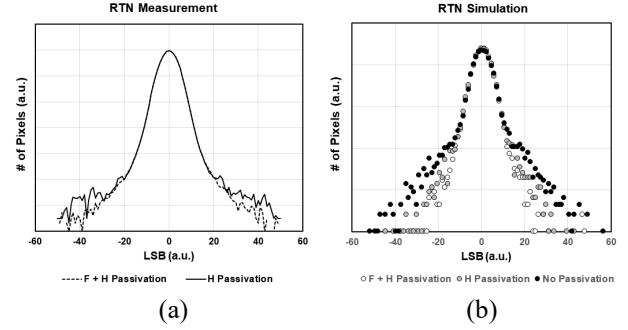 RTN Measurement
# of Pixels (a.u.)
-60 -40 -20 0 20 40 60
LSB (a.u.)
F + H Passivation H Passivation
(a)
RTN Simulation
# of Pixels (a.u.)
-60 -40 -20 0 20 40 60
LSB (a.u.)
F + H Passivation H Passivation No Passivation
(b)